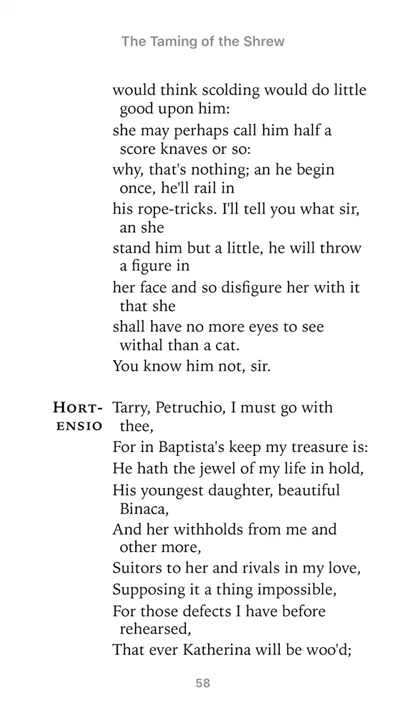 The Taming of the Shrew
would think scolding would do little
good upon him:
she may perhaps call him half a
score knaves or so:
why, that's nothing; an he begin
once, he'll rail in
his rope-tricks. I'll tell you what sir,
an she
stand him but a little, he will throw
a figure in
her face and so disfigure her with it
that she
shall have no more eyes to see
withal than a cat.
You know him not, sir.
HORT- Tarry, Petruchio, I must go with
ENSIO thee,
For in Baptista's keep my treasure is:
He hath the jewel of my life in hold,
His youngest daughter, beautiful
Binaca,
And her withholds from me and
other more,
Suitors to her and rivals in my love,
Supposing it a thing impossible,
For those defects I have before
rehearsed,
That ever Katherina will be woo'd;
58